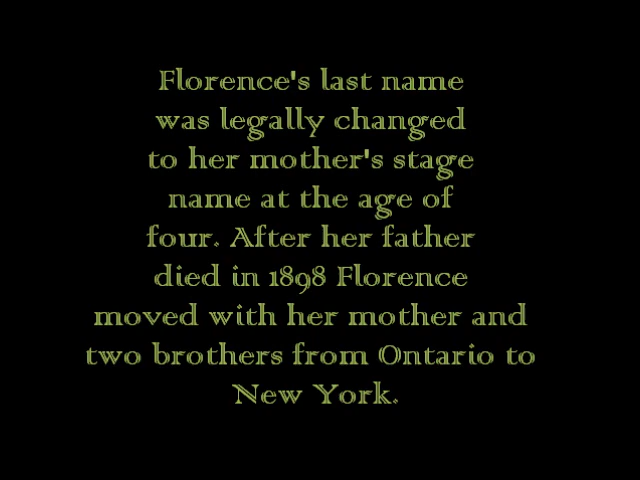 Florence's last name
was legally changed
to her mother's stage
name at the age of
four. After her father
died in 1898 Florence
moved with her mother and
two brothers from Ontario to
New York.